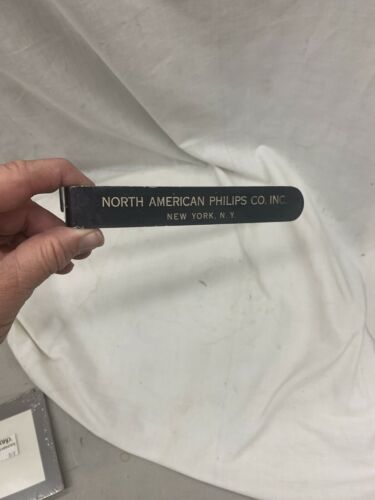 NORTH AMERICAN PHILIPS CO. INC.
NEW YORK, N. Y.